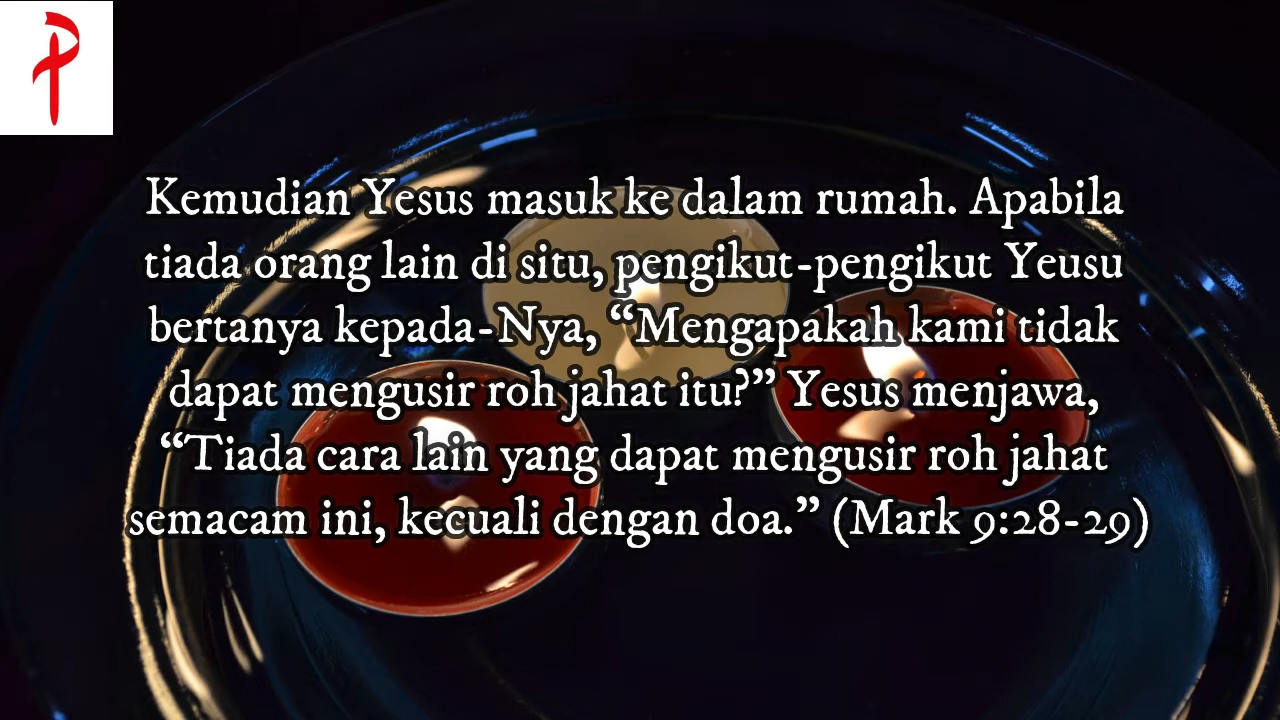 Kemudian Yesus masuk ke dalam rumah. Apabila
tiada orang lain di situ, pengikut-pengikut Yeusu
bertanya kepada-Nya, “Mengapakah kami tidak
dapat mengusir roh jahat itu?” Yesus menjawa,
“Tiada cara lain yang dapat mengusir roh jahat
semacam ini, kecuali dengan doa.” (Mark 9:28-29)